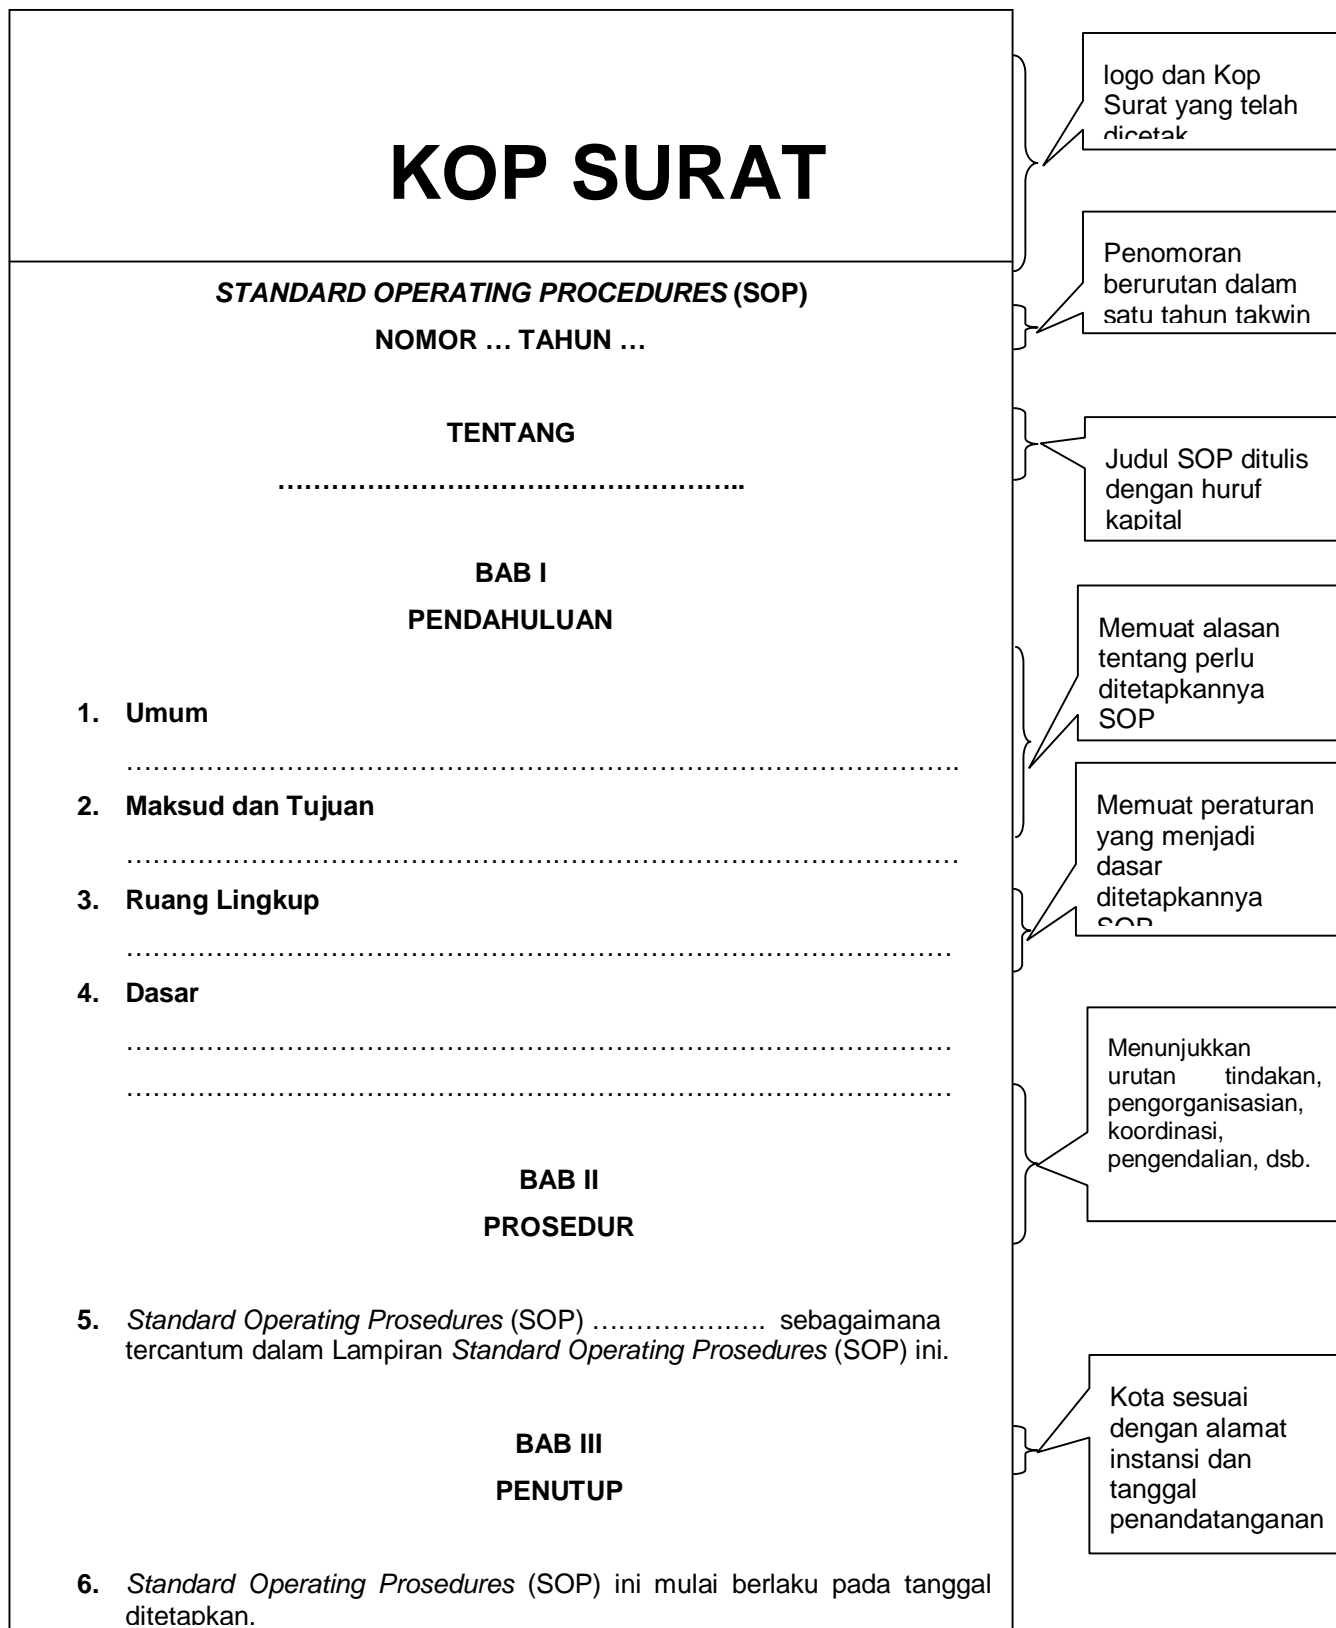 KOP SURAT
STANDARD OPERATING PROCEDURES (SOP)
NOMOR … TAHUN …
TENTANG
……………………………………………..
BAB I
PENDAHULUAN
1. Umum
………………………………………………………………………………….
2. Maksud dan Tujuan
…………………………………………………………………………………
3. Ruang Lingkup
…………………………………………………………………………………
4. Dasar
…………………………………………………………………………………
…………………………………………………………………………………
BAB II
PROSEDUR
5. Standard Operating Prosedures (SOP) ……………….… sebagaimana
tercantum dalam Lampiran Standard Operating Prosedures (SOP) ini.
BAB III
PENUTUP
6. Standard Operating Prosedures (SOP) ini mulai berlaku pada tanggal
ditetapkan.
logo dan Kop
Surat yang telah
dicetak
Penomoran
berurutan dalam
satu tahun takwin
Judul SOP ditulis
dengan huruf
kapital
Memuat alasan
tentang perlu
ditetapkannya
SOP
Memuat peraturan
yang menjadi
dasar
ditetapkannya
SOP
Menunjukkan
urutan tindakan,
pengorganisasian,
koordinasi,
pengendalian, dsb.
Kota sesuai
dengan alamat
instansi dan
tanggal
penandatanganan